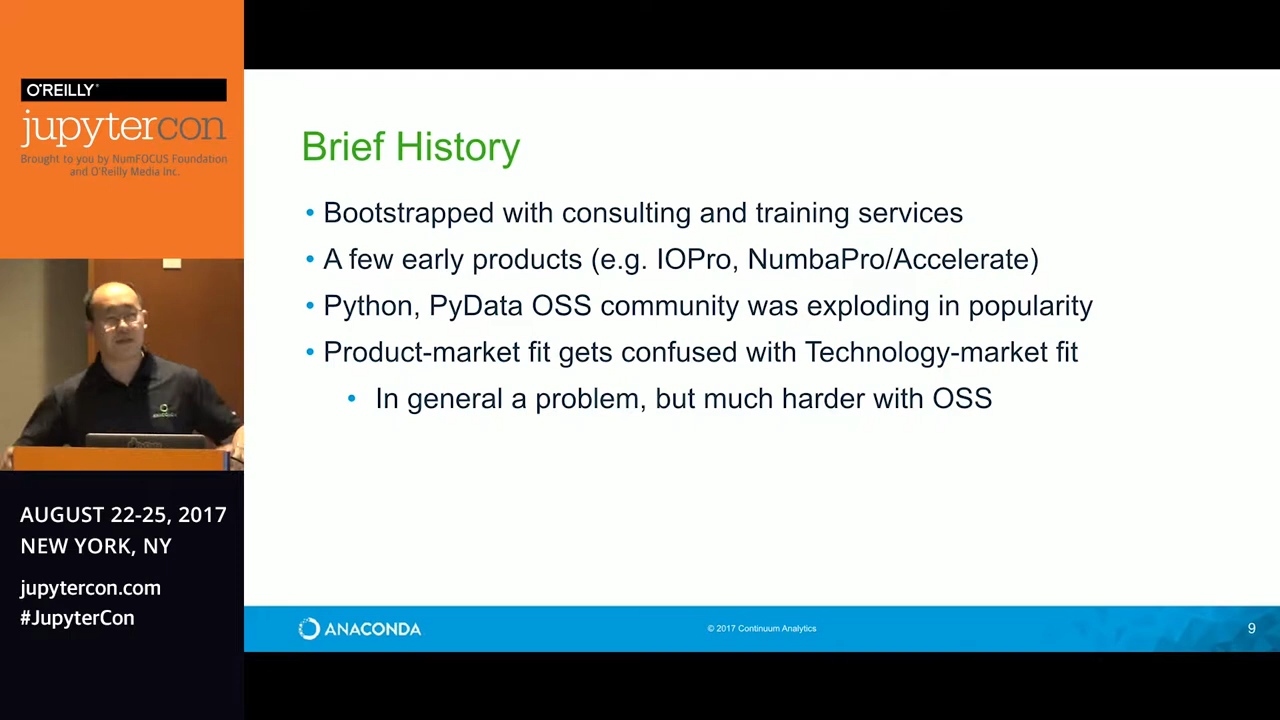 O'REILLY®
jupytercon
Brought to you by NumFOCUS Foundation
and O'Reilly Media Inc.
AUGUST 22-25, 2017
NEW YORK, NY
jupytercon.com
#JupyterCon
Brief History
• Bootstrapped with consulting and training services
• A few early products (e.g. IOPro, NumbaPro/Accelerate)
• Python, PyData OSS community was exploding in popularity
• Product-market fit gets confused with Technology-market fit
• In general a problem, but much harder with OSS
ANACONDA
© 2017 Continuum Analytics
9